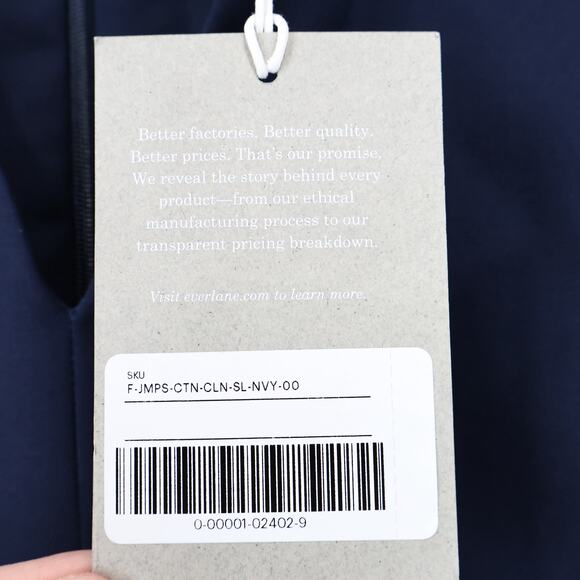 Better factories. Better quality.
Better prices. That's our promise.
We reveal the story behind every
product—from our ethical
manufacturing process to our
transparent pricing breakdown.
Visit everlane.com to learn more.
SKU
F-JMPS-CTN-CLN-SL-NVY-00
0-00001-02402-9